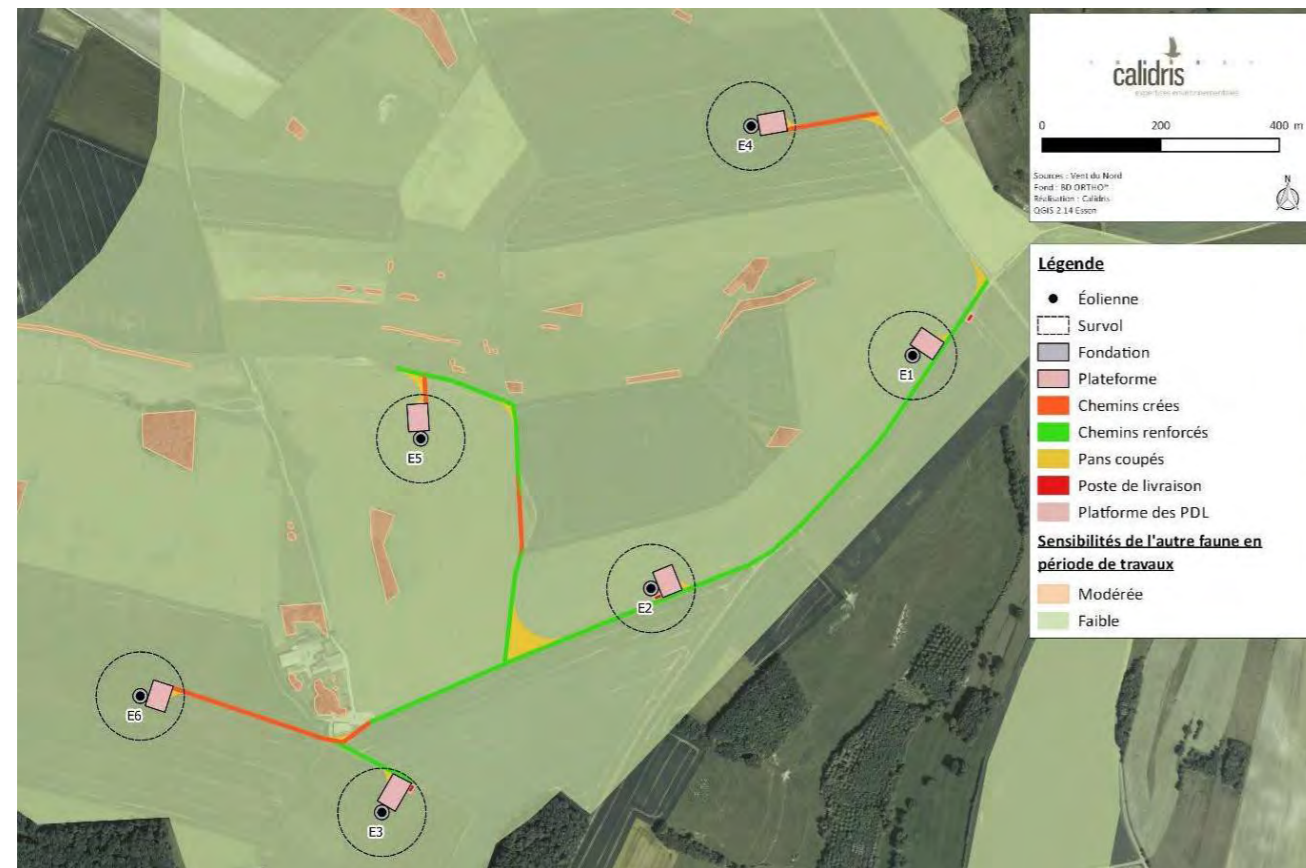 calidris
expertises environnementales
0 200 400 m
Sources : Vent du Nord
Fond : BD ORTHO®
Réalisation : Calidris
QGIS 2.14 Essen
N
Légende
Éolienne
Survol
Fondation
Plateforme
Chemins crées
Chemins renforcés
Pans coupés
Poste de livraison
Platforme des PDL
Sensibilités de l'autre faune en
période de travaux
Modérée
Faible
E4
E1
E5
E2
E6
E3